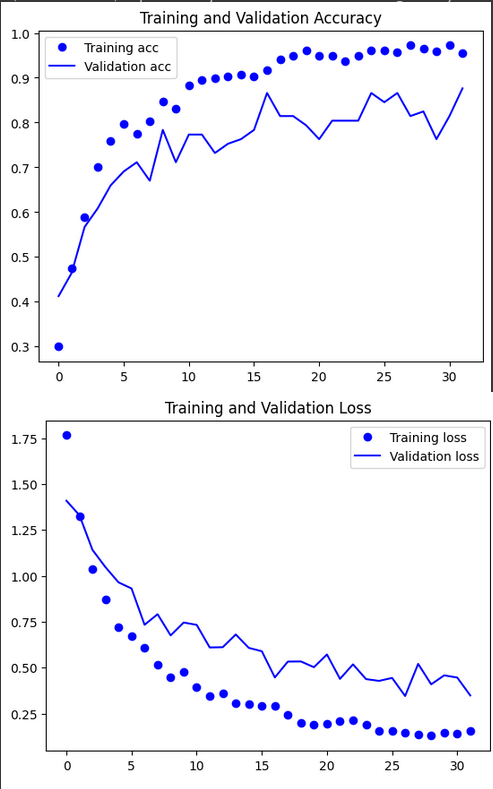 Training and Validation Accuracy
1.0
0.9
0.8
0.7
0.6
0.5
0.4
0.3
Training acc
Validation acc
0 5 10 15 20 25 30
Training and Validation Loss
1.75
1.50
1.25
1.00
0.75
0.50
0.25
Training loss
Validation loss
0 5 10 15 20 25 30